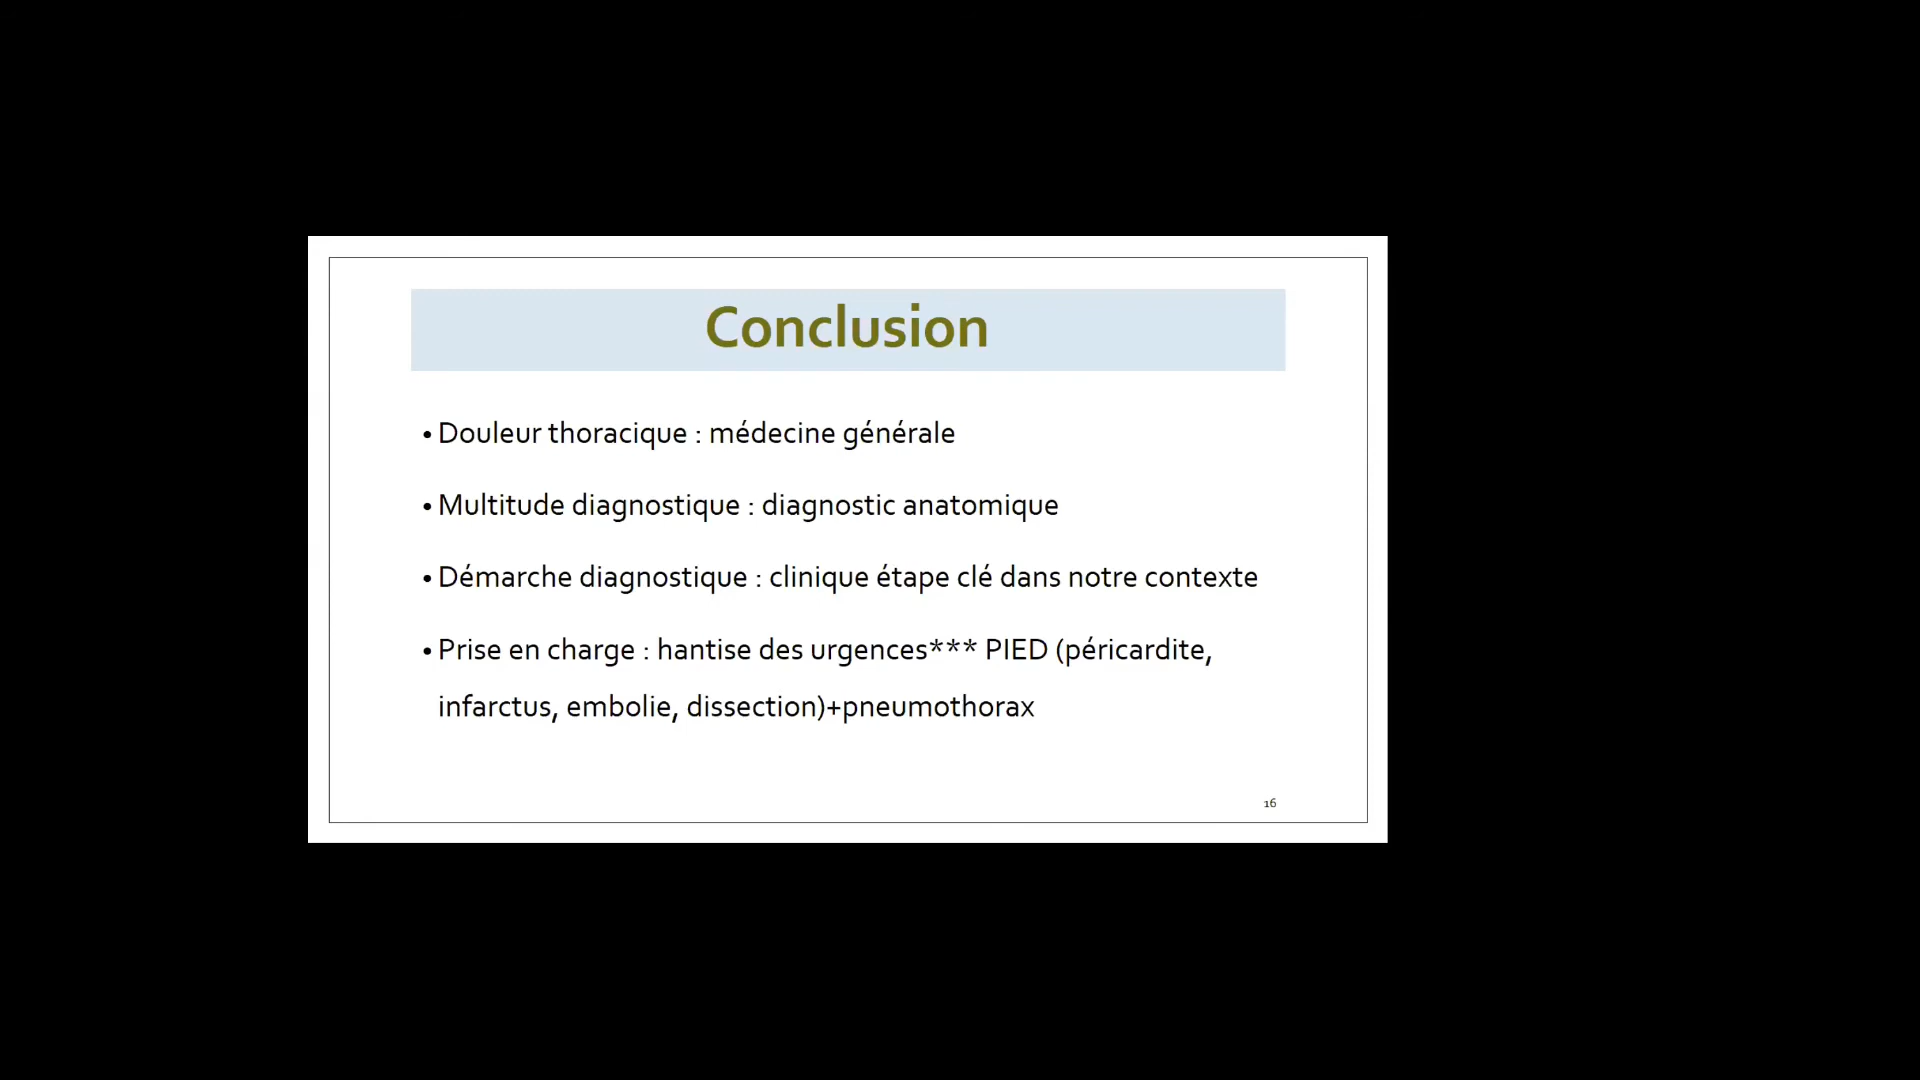 Conclusion
• Douleur thoracique : médecine générale
• Multitude diagnostique : diagnostic anatomique
• Démarche diagnostique : clinique étape clé dans notre contexte
• Prise en charge : hantise des urgences*** PIED (péricardite,
infarctus, embolie, dissection)+pneumothorax
16